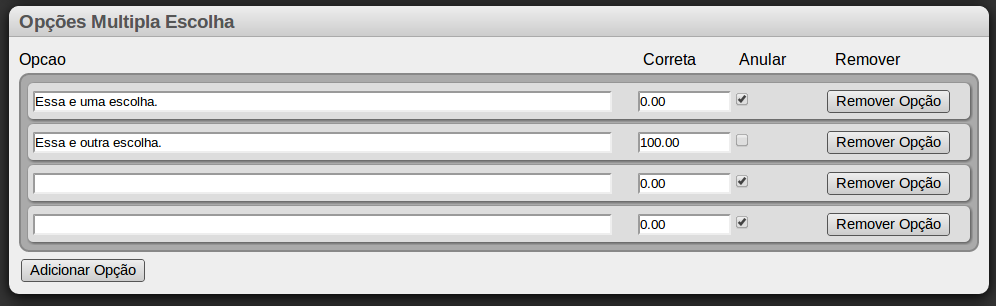 Opções Multipla Escolha
Opcao Correta Anular Remover
Essa e uma escolha. 0.00 Remover Opção
Essa e outra escolha. 100.00 Remover Opção
0.00 Remover Opção
0.00 Remover Opção
Adicionar Opção